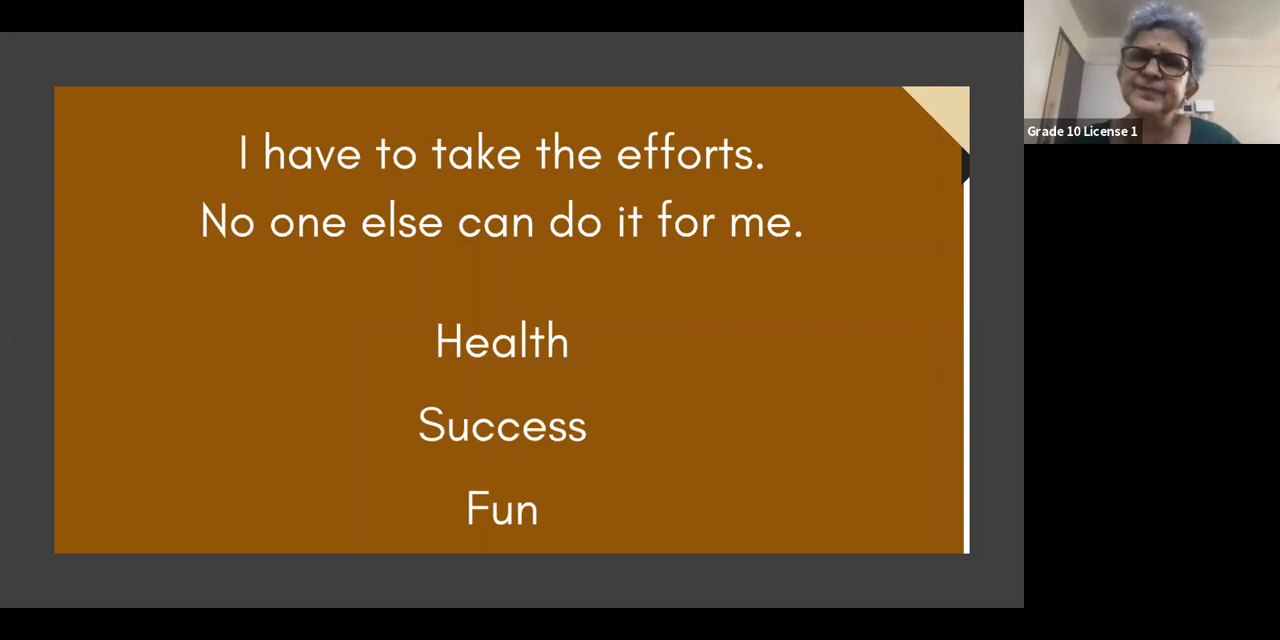 I have to take the efforts.
No one else can do it for me.
Health
Success
Fun
Grade 10 License 1